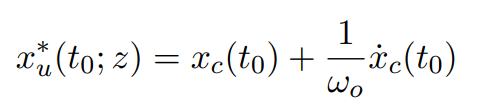 x_u^*(t_0; z) = x_c(t_0) + \frac{1}{\omega_o} \dot{x}_c(t_0)